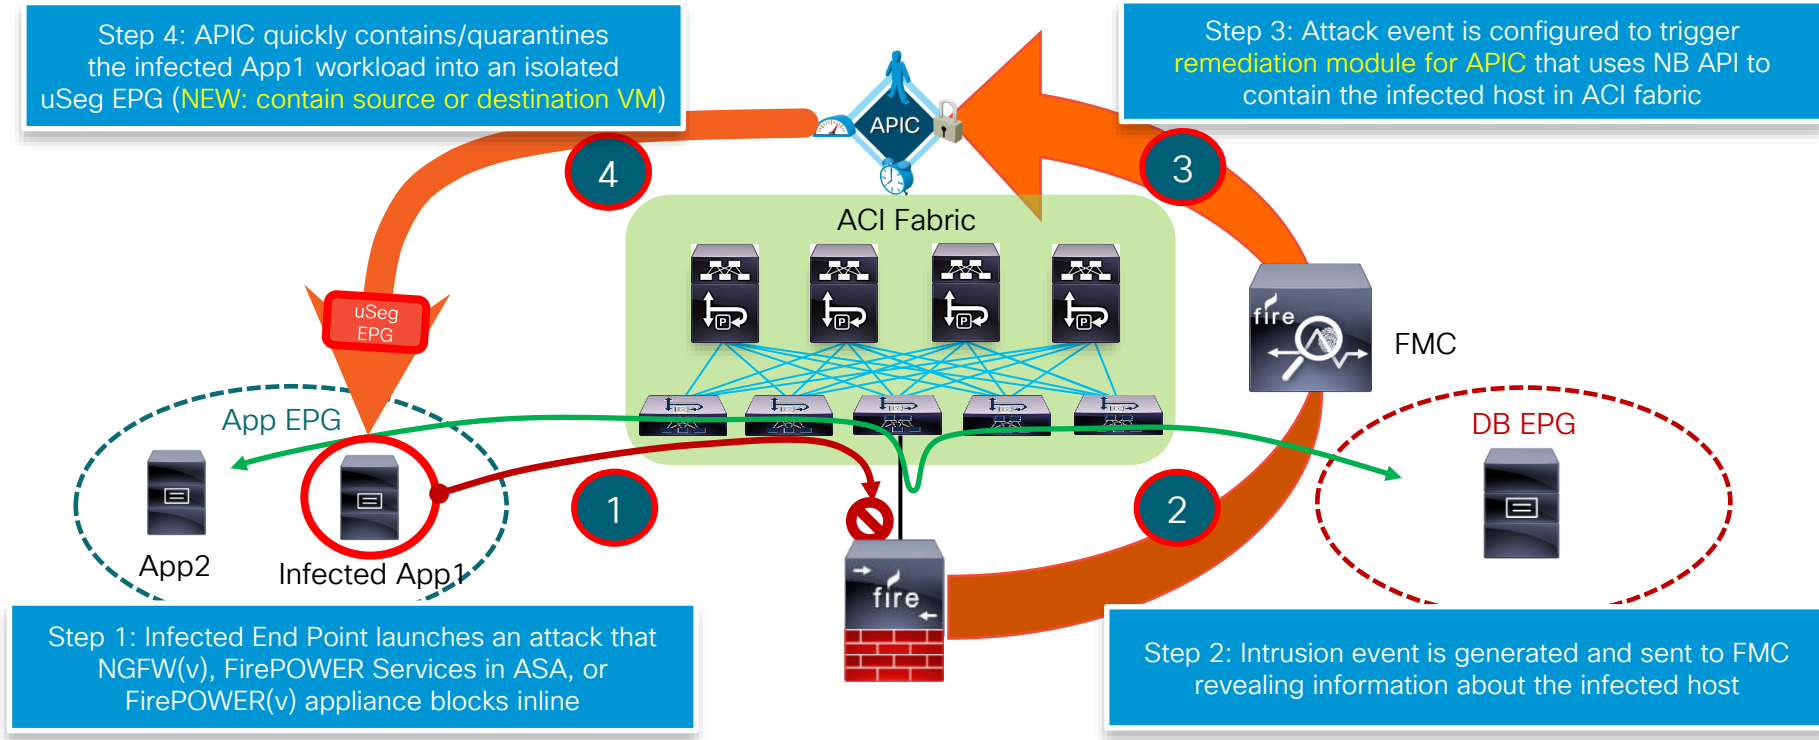 Step 4: APIC quickly contains/quarantines
the infected App1 workload into an isolated
uSeg EPG (NEW: contain source or destination VM)
Step 3: Attack event is configured to trigger
remediation module for APIC that uses NB API to
contain the infected host in ACI fabric
APIC
4
3
ACI Fabric
P
P
P
P
uSeg
EPG
fire
FMC
App EPG
DB EPG
1
2
App2
Infected App1
fire
Step 1: Infected End Point launches an attack that
NGFW(v), FirePOWER Services in ASA, or
FirePOWER(v) appliance blocks inline
Step 2: Intrusion event is generated and sent to FMC
revealing information about the infected host